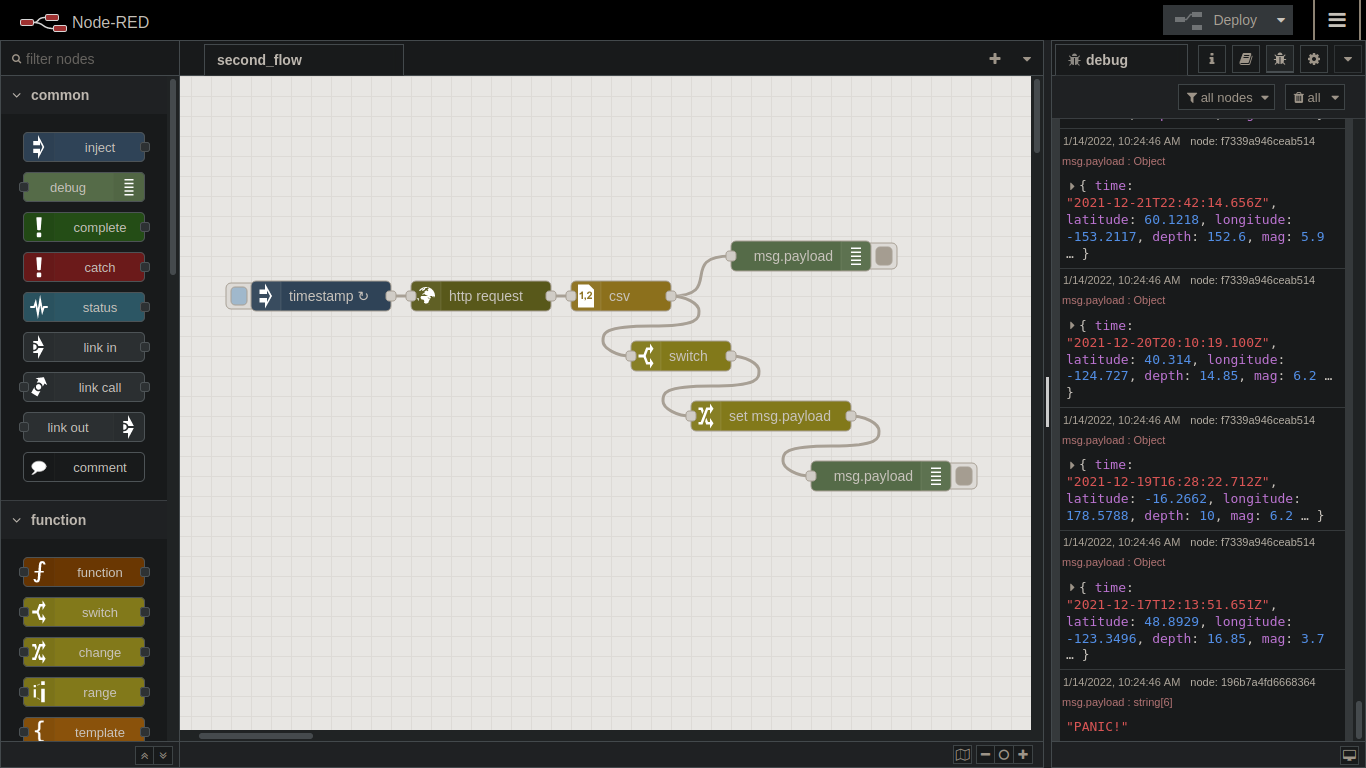 Node-RED
Deploy
filter nodes
common
inject
debug
complete
catch
status
link in
link call
link out
comment
function
function
switch
change
range
template
second_flow
timestamp ↻
http request
1,2
csv
msg.payload
switch
set msg.payload
msg.payload
debug
all nodes
all
1/14/2022, 10:24:46 AM node: f7339a946ceab514
msg.payload : Object
{ time:
"2021-12-21T22:42:14.656Z",
latitude: 60.1218, longitude:
-153.2117, depth: 152.6, mag: 5.9
… }
1/14/2022, 10:24:46 AM node: f7339a946ceab514
msg.payload : Object
{ time:
"2021-12-20T20:10:19.100Z",
latitude: 40.314, longitude:
-124.727, depth: 14.85, mag: 6.2 …
}
1/14/2022, 10:24:46 AM node: f7339a946ceab514
msg.payload : Object
{ time:
"2021-12-19T16:28:22.712Z",
latitude: -16.2662, longitude:
178.5788, depth: 10, mag: 6.2 … }
1/14/2022, 10:24:46 AM node: f7339a946ceab514
msg.payload : Object
{ time:
"2021-12-17T12:13:51.651Z",
latitude: 48.8929, longitude:
-123.3496, depth: 16.85, mag: 3.7
… }
1/14/2022, 10:24:46 AM node: 196b7a4fd6668364
msg.payload : string[6]
"PANIC!"